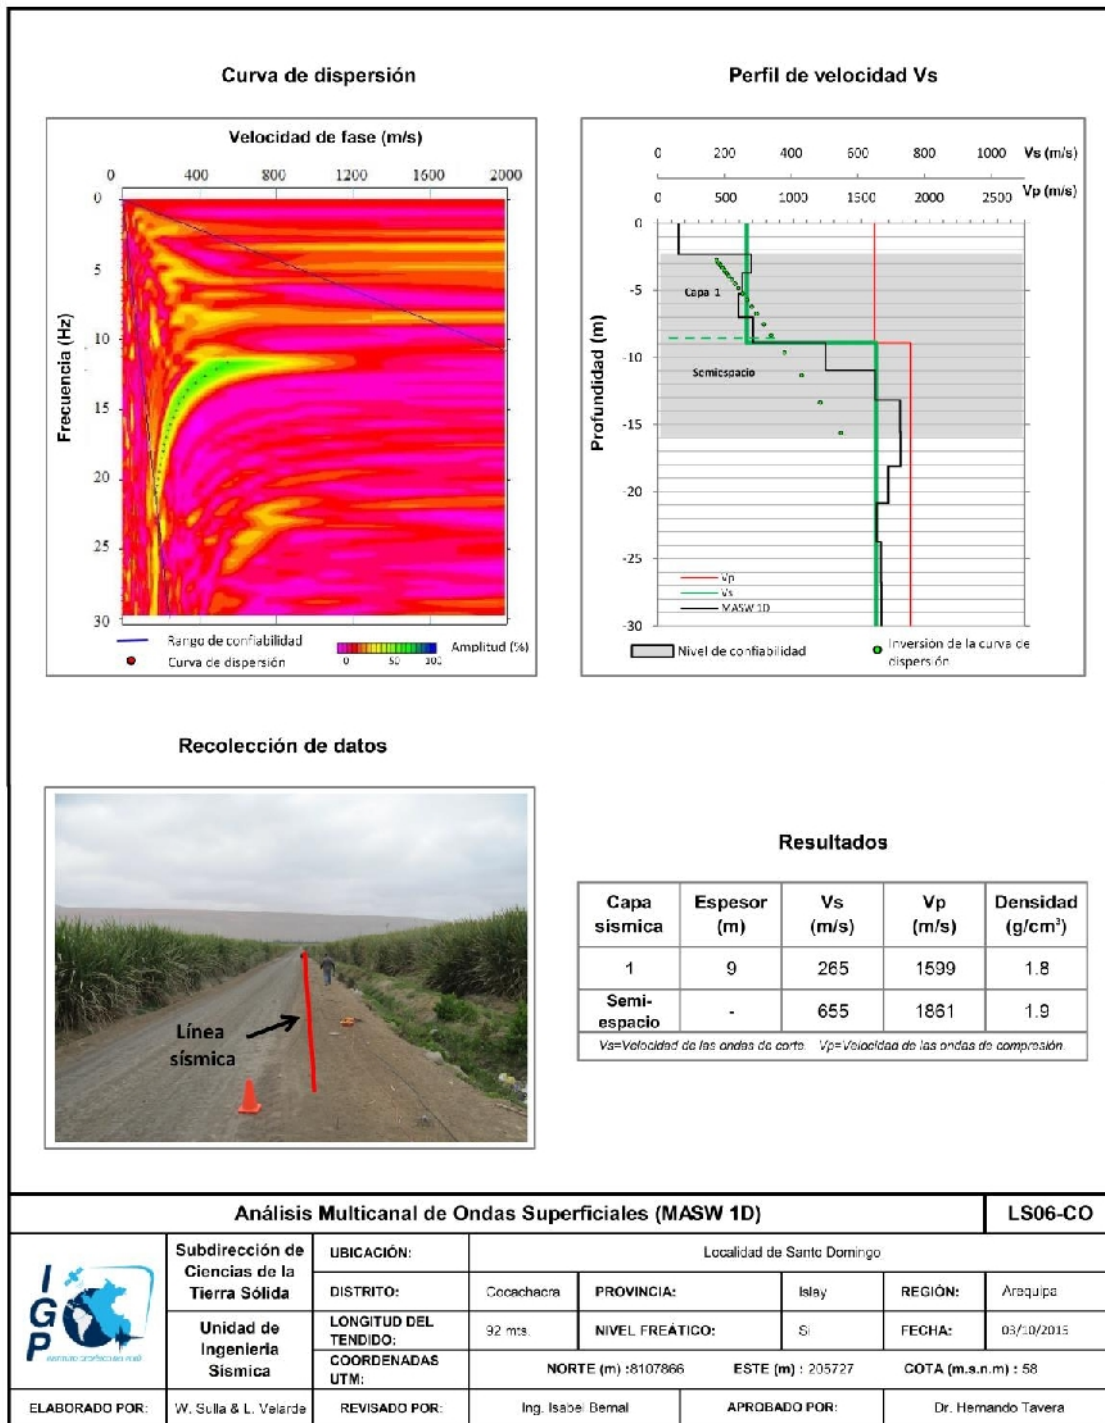 Curva de dispersión
Perfil de velocidad Vs
Velocidad de fase (m/s)
0 400 800 1200 1600 2000
Frecuencia (Hz)
0
5
10
15
20
25
30
Rango de confiabilidad
Curva de dispersión
Amplitud (%)
0 50 100
0 200 400 600 800 1000 Vs (m/s)
Vp (m/s)
0 500 1000 1500 2000 2500
Profundidad (m)
0
-5
-10
-15
-20
-25
-30
Capa 1
Semiespacio
Vp
Vs
MASW 1D
Nivel de confiabilidad
Inversión de la curva de
dispersión.
Recolección de datos
Línea
sísmica
Resultados
Capa sismica Espesor (m) Vs (m/s) Vp (m/s) Densidad (g/cm³)
1 9 265 1599 1.8
Semi-espacio - 655 1861 1.9
Vs=Velocidad de las ondas de corte. Vp=Velocidad de las ondas de compresión.
Análisis Multicanal de Ondas Superficiales (MASW 1D) LS06-CO
IGP
INSTITUTO GEOFÍSICO DEL PERÚ
Subdirección de
Ciencias de la
Tierra Sólida
Unidad de
Ingenieria
Sismica
UBICACIÓN: Localidad de Santo Domingo
DISTRITO: Cocachacra PROVINCIA: Islay REGIÓN: Arequipa
LONGITUD DEL TENDIDO: 92 mts. NIVEL FREÁTICO: Si FECHA: 03/10/2015
COORDENADAS UTM: NORTE (m) :8107866 ESTE (m) : 205727 COTA (m.s.n.m) : 58
ELABORADO POR: W. Sulla & L. Velarde REVISADO POR: Ing. Isabel Bernal APROBADO POR: Dr. Hernando Tavera